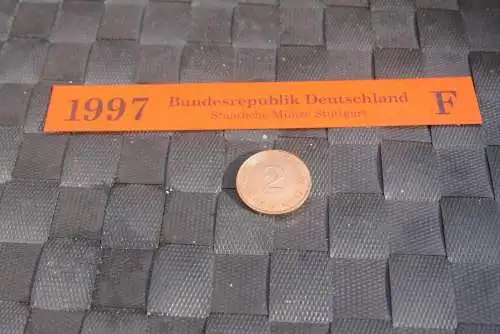 1997
Bundesrepublik Deutschland
Staatliche Münze Stuttgart
F
2